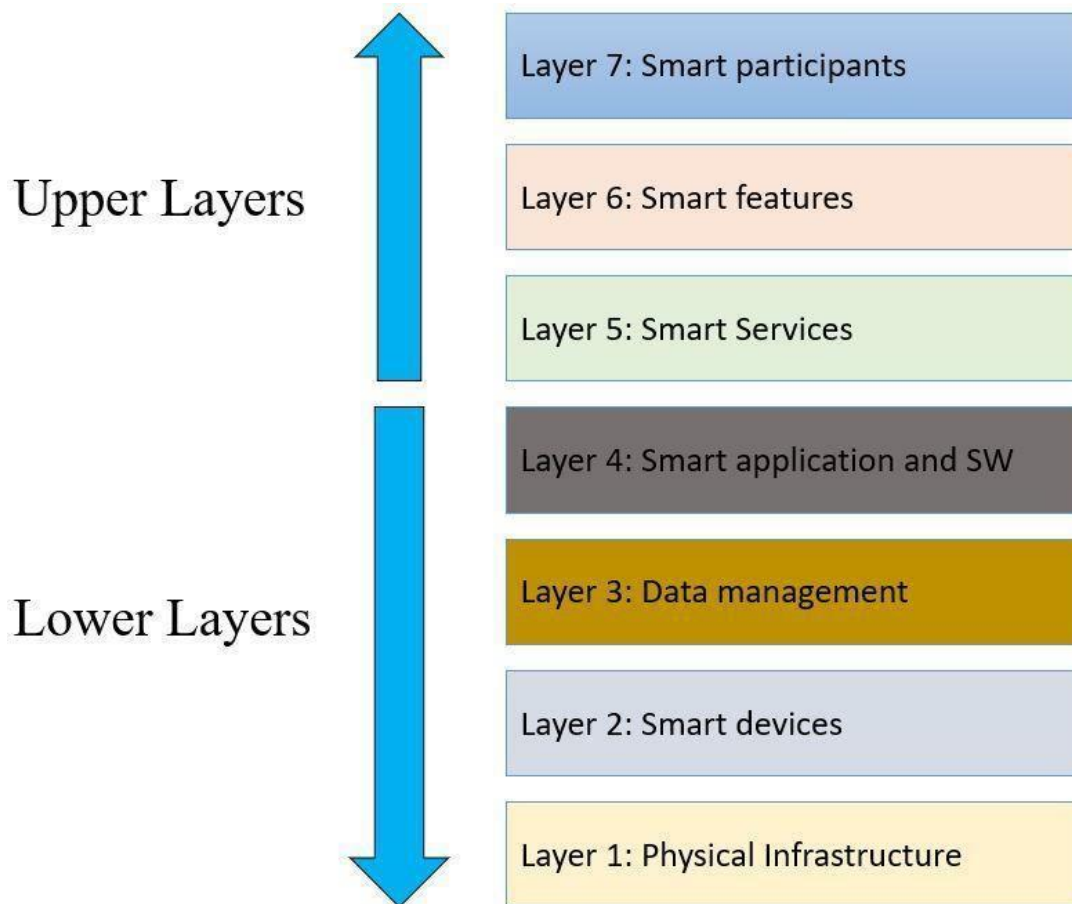 Layer 7: Smart participants
Upper Layers
Layer 6: Smart features
Layer 5: Smart Services
Layer 4: Smart application and SW
Layer 3: Data management
Lower Layers
Layer 2: Smart devices
Layer 1: Physical Infrastructure